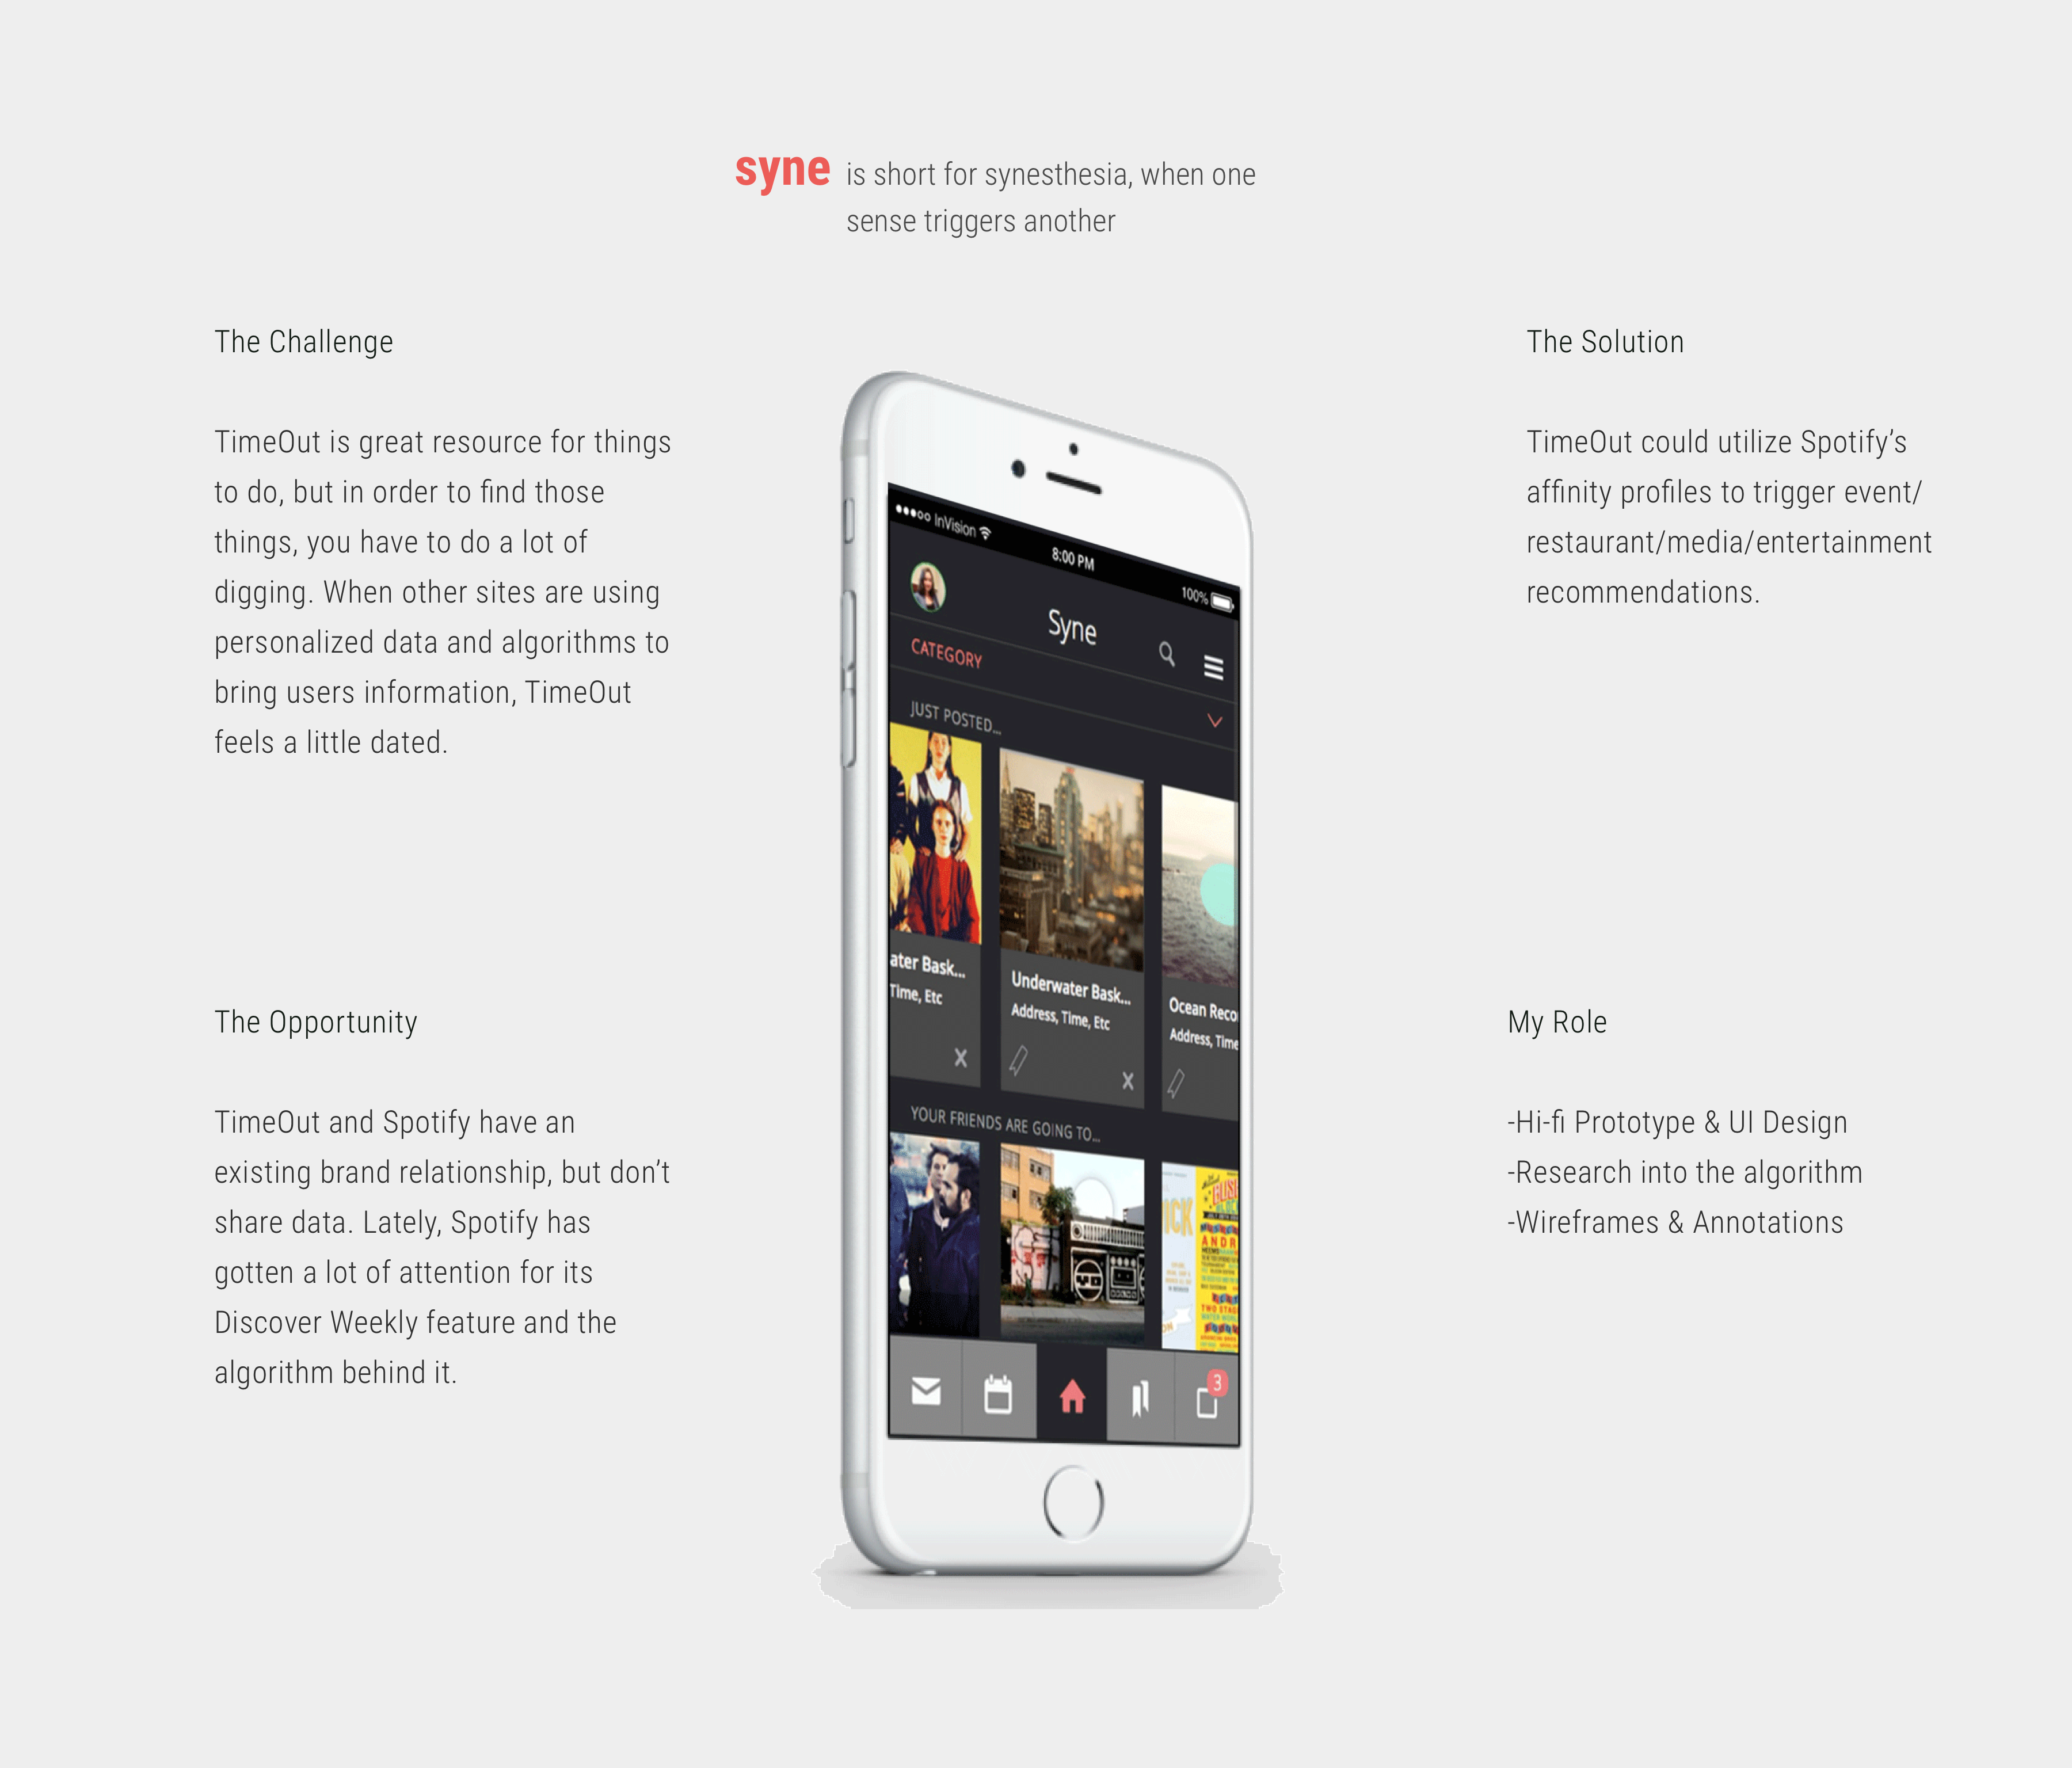 syne is short for synesthesia, when one
sense triggers another
The Challenge
TimeOut is great resource for things
to do, but in order to find those
things, you have to do a lot of
digging. When other sites are using
personalized data and algorithms to
bring users information, TimeOut
feels a little dated.
The Opportunity
TimeOut and Spotify have an
existing brand relationship, but don’t
share data. Lately, Spotify has
gotten a lot of attention for its
Discover Weekly feature and the
algorithm behind it.
InVision
8:00 PM
100%
Syne
CATEGORY
JUST POSTED...
ater Bask...
Time, Etc
Underwater Bask...
Address, Time, Etc
Ocean Reco
Address, Time
YOUR FRIENDS ARE GOING TO...
ICK
ANDR
TWO STAG
3
The Solution
TimeOut could utilize Spotify’s
affinity profiles to trigger event/
restaurant/media/entertainment
recommendations.
My Role
-Hi-fi Prototype & UI Design
-Research into the algorithm
-Wireframes & Annotations